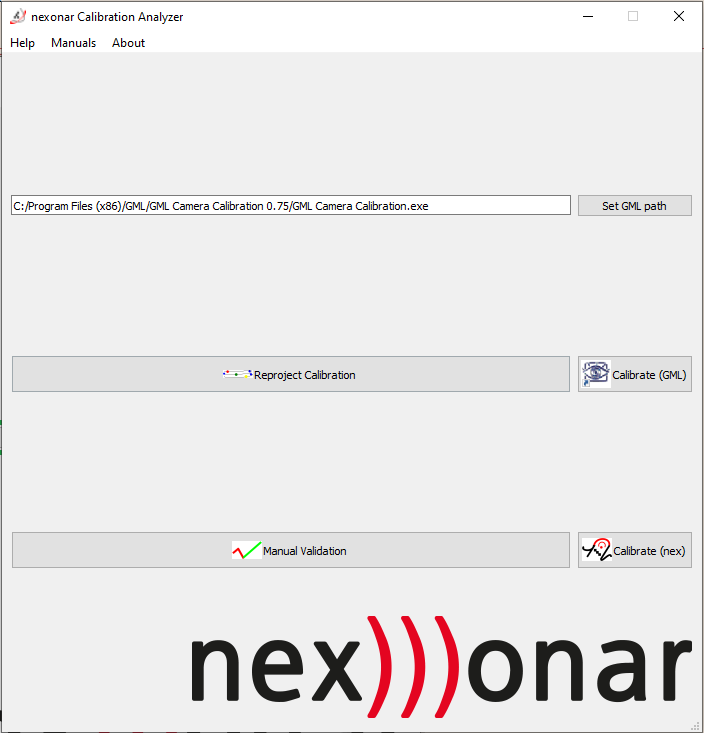 nexonar Calibration Analyzer
Help Manuals About
C:/Program Files (x86)/GML/GML Camera Calibration 0.75/GML Camera Calibration.exe Set GML path
Reproject Calibration Calibrate (GML)
Manual Validation Calibrate (nex)
nex)))onar